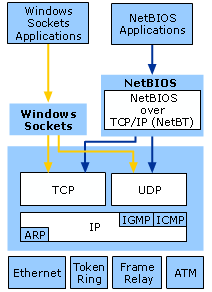 Windows
Sockets
Applications
NetBIOS
Applications
NetBIOS
NetBIOS
over
TCP/IP (NetBT)
Windows
Sockets
TCP
UDP
IP
IGMP
ICMP
ARP
Ethernet
Token
Ring
Frame
Relay
ATM